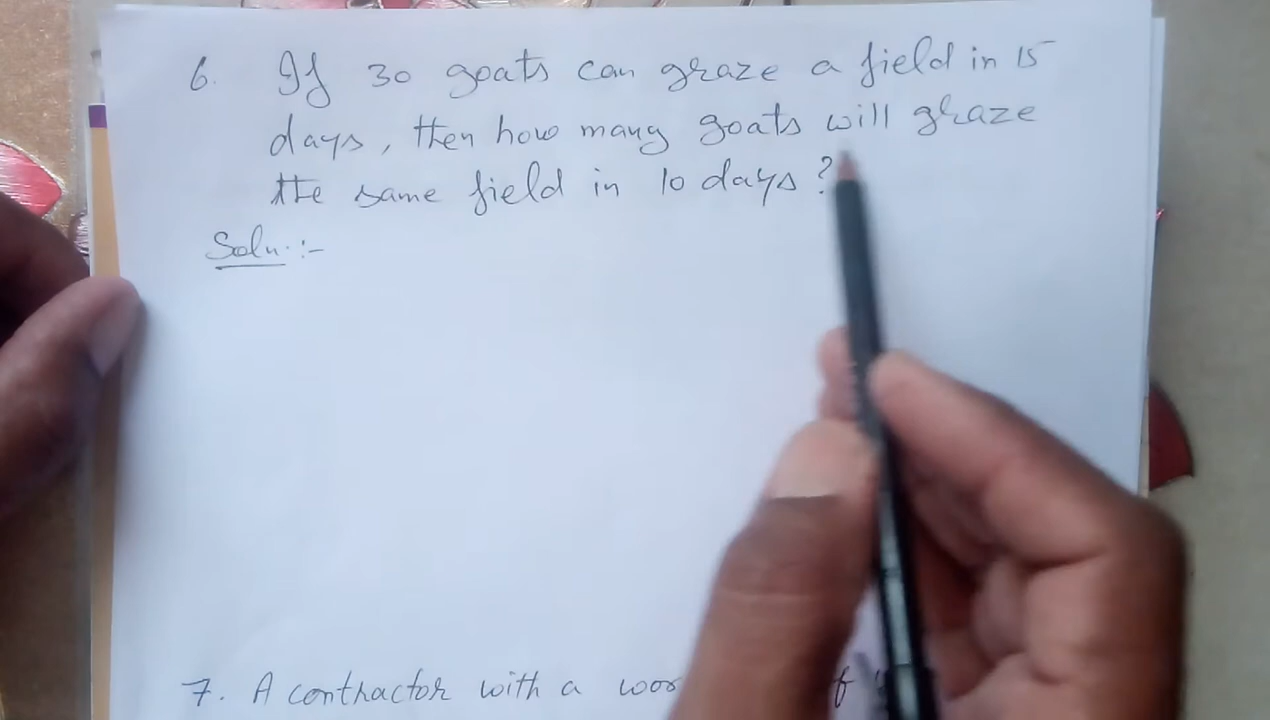 6. If 30 goats can graze a field in 15
days, then how many goats will graze
the same field in 10 days?
Soln.:-
7. A contractor with a